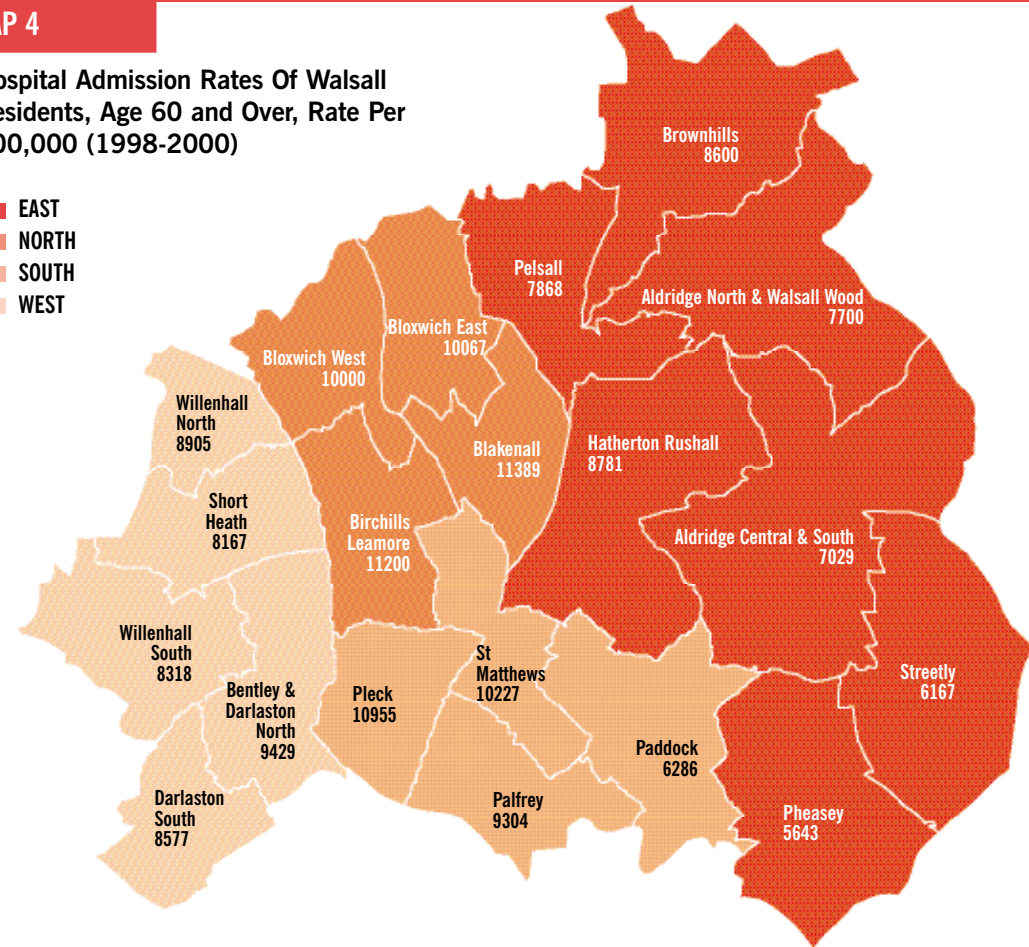 AP 4
ospital Admission Rates Of Walsall
esidents, Age 60 and Over, Rate Per
00,000 (1998-2000)
EAST
NORTH
SOUTH
WEST
Brownhills
8600
Pelsall
7868
Aldridge North & Walsall Wood
7700
Bloxwich East
10067
Bloxwich West
10000
Willenhall
North
8905
Blakenall
11389
Hatherton Rushall
8781
Short
Heath
8167
Birchills
Leamore
11200
Aldridge Central & South
7029
Willenhall
South
8318
St
Matthews
10227
Streetly
6167
Bentley &
Darlaston
North
9429
Pleck
10955
Paddock
6286
Darlaston
South
8577
Palfrey
9304
Pheasey
5643